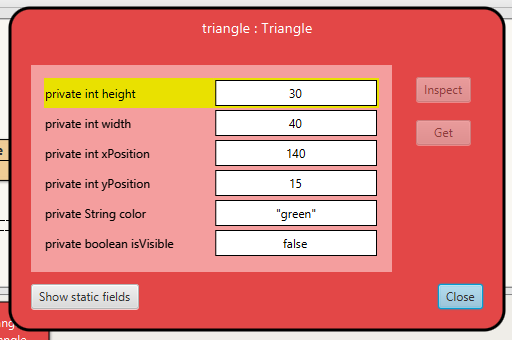 triangle : Triangle
private int height 30
Inspect
private int width 40
Get
private int xPosition 140
private int yPosition 15
private String color "green"
private boolean isVisible false
Show static fields
Close